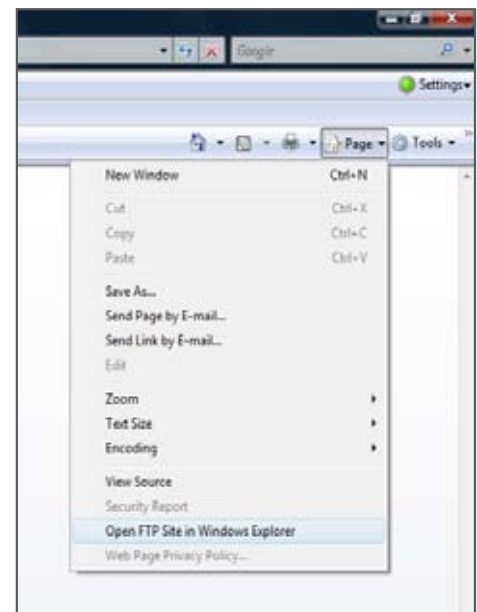 Google
Settings
Page Tools
New Window Ctrl+N
Cut Ctrl+X
Copy Ctrl+C
Paste Ctrl+V
Save As...
Send Page by E-mail...
Send Link by E-mail...
Edit
Zoom
Text Size
Encoding
View Source
Security Report
Open FTP Site in Windows Explorer
Web Page Privacy Policy...